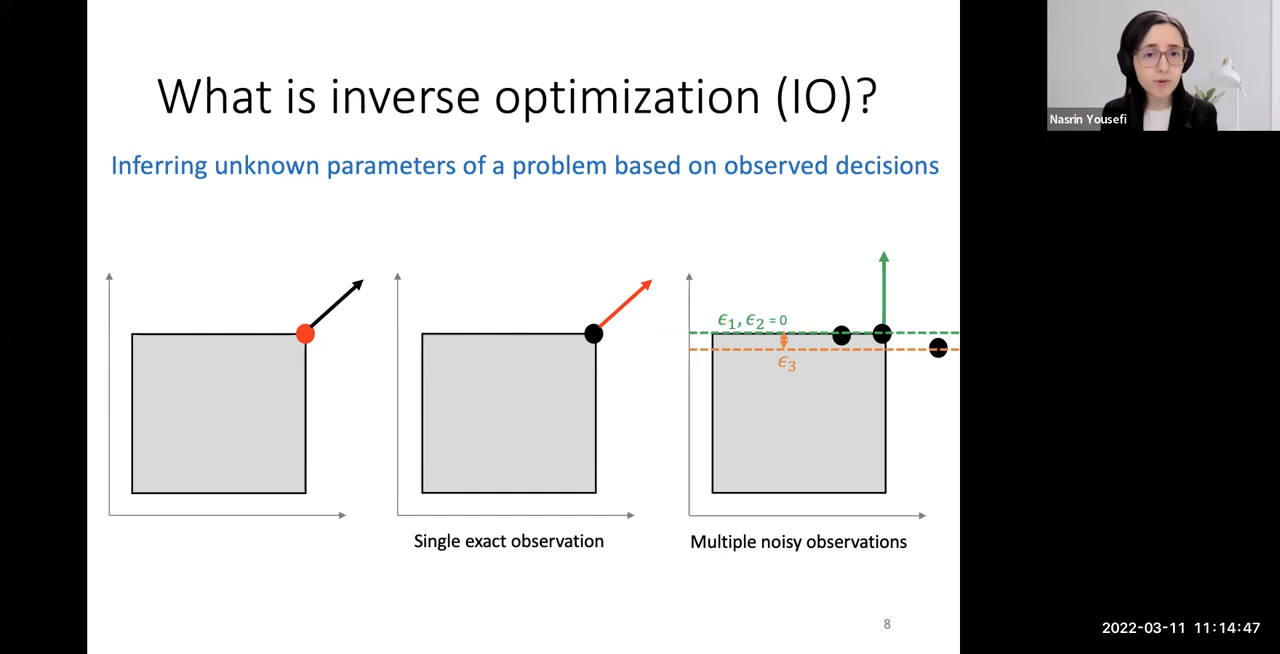 What is inverse optimization (IO)?
Inferring unknown parameters of a problem based on observed decisions
ϵ₁, ϵ₂ = 0
ϵ₃
Single exact observation
Multiple noisy observations
8
Nasrin Yousefi
2022-03-11 11:14:47